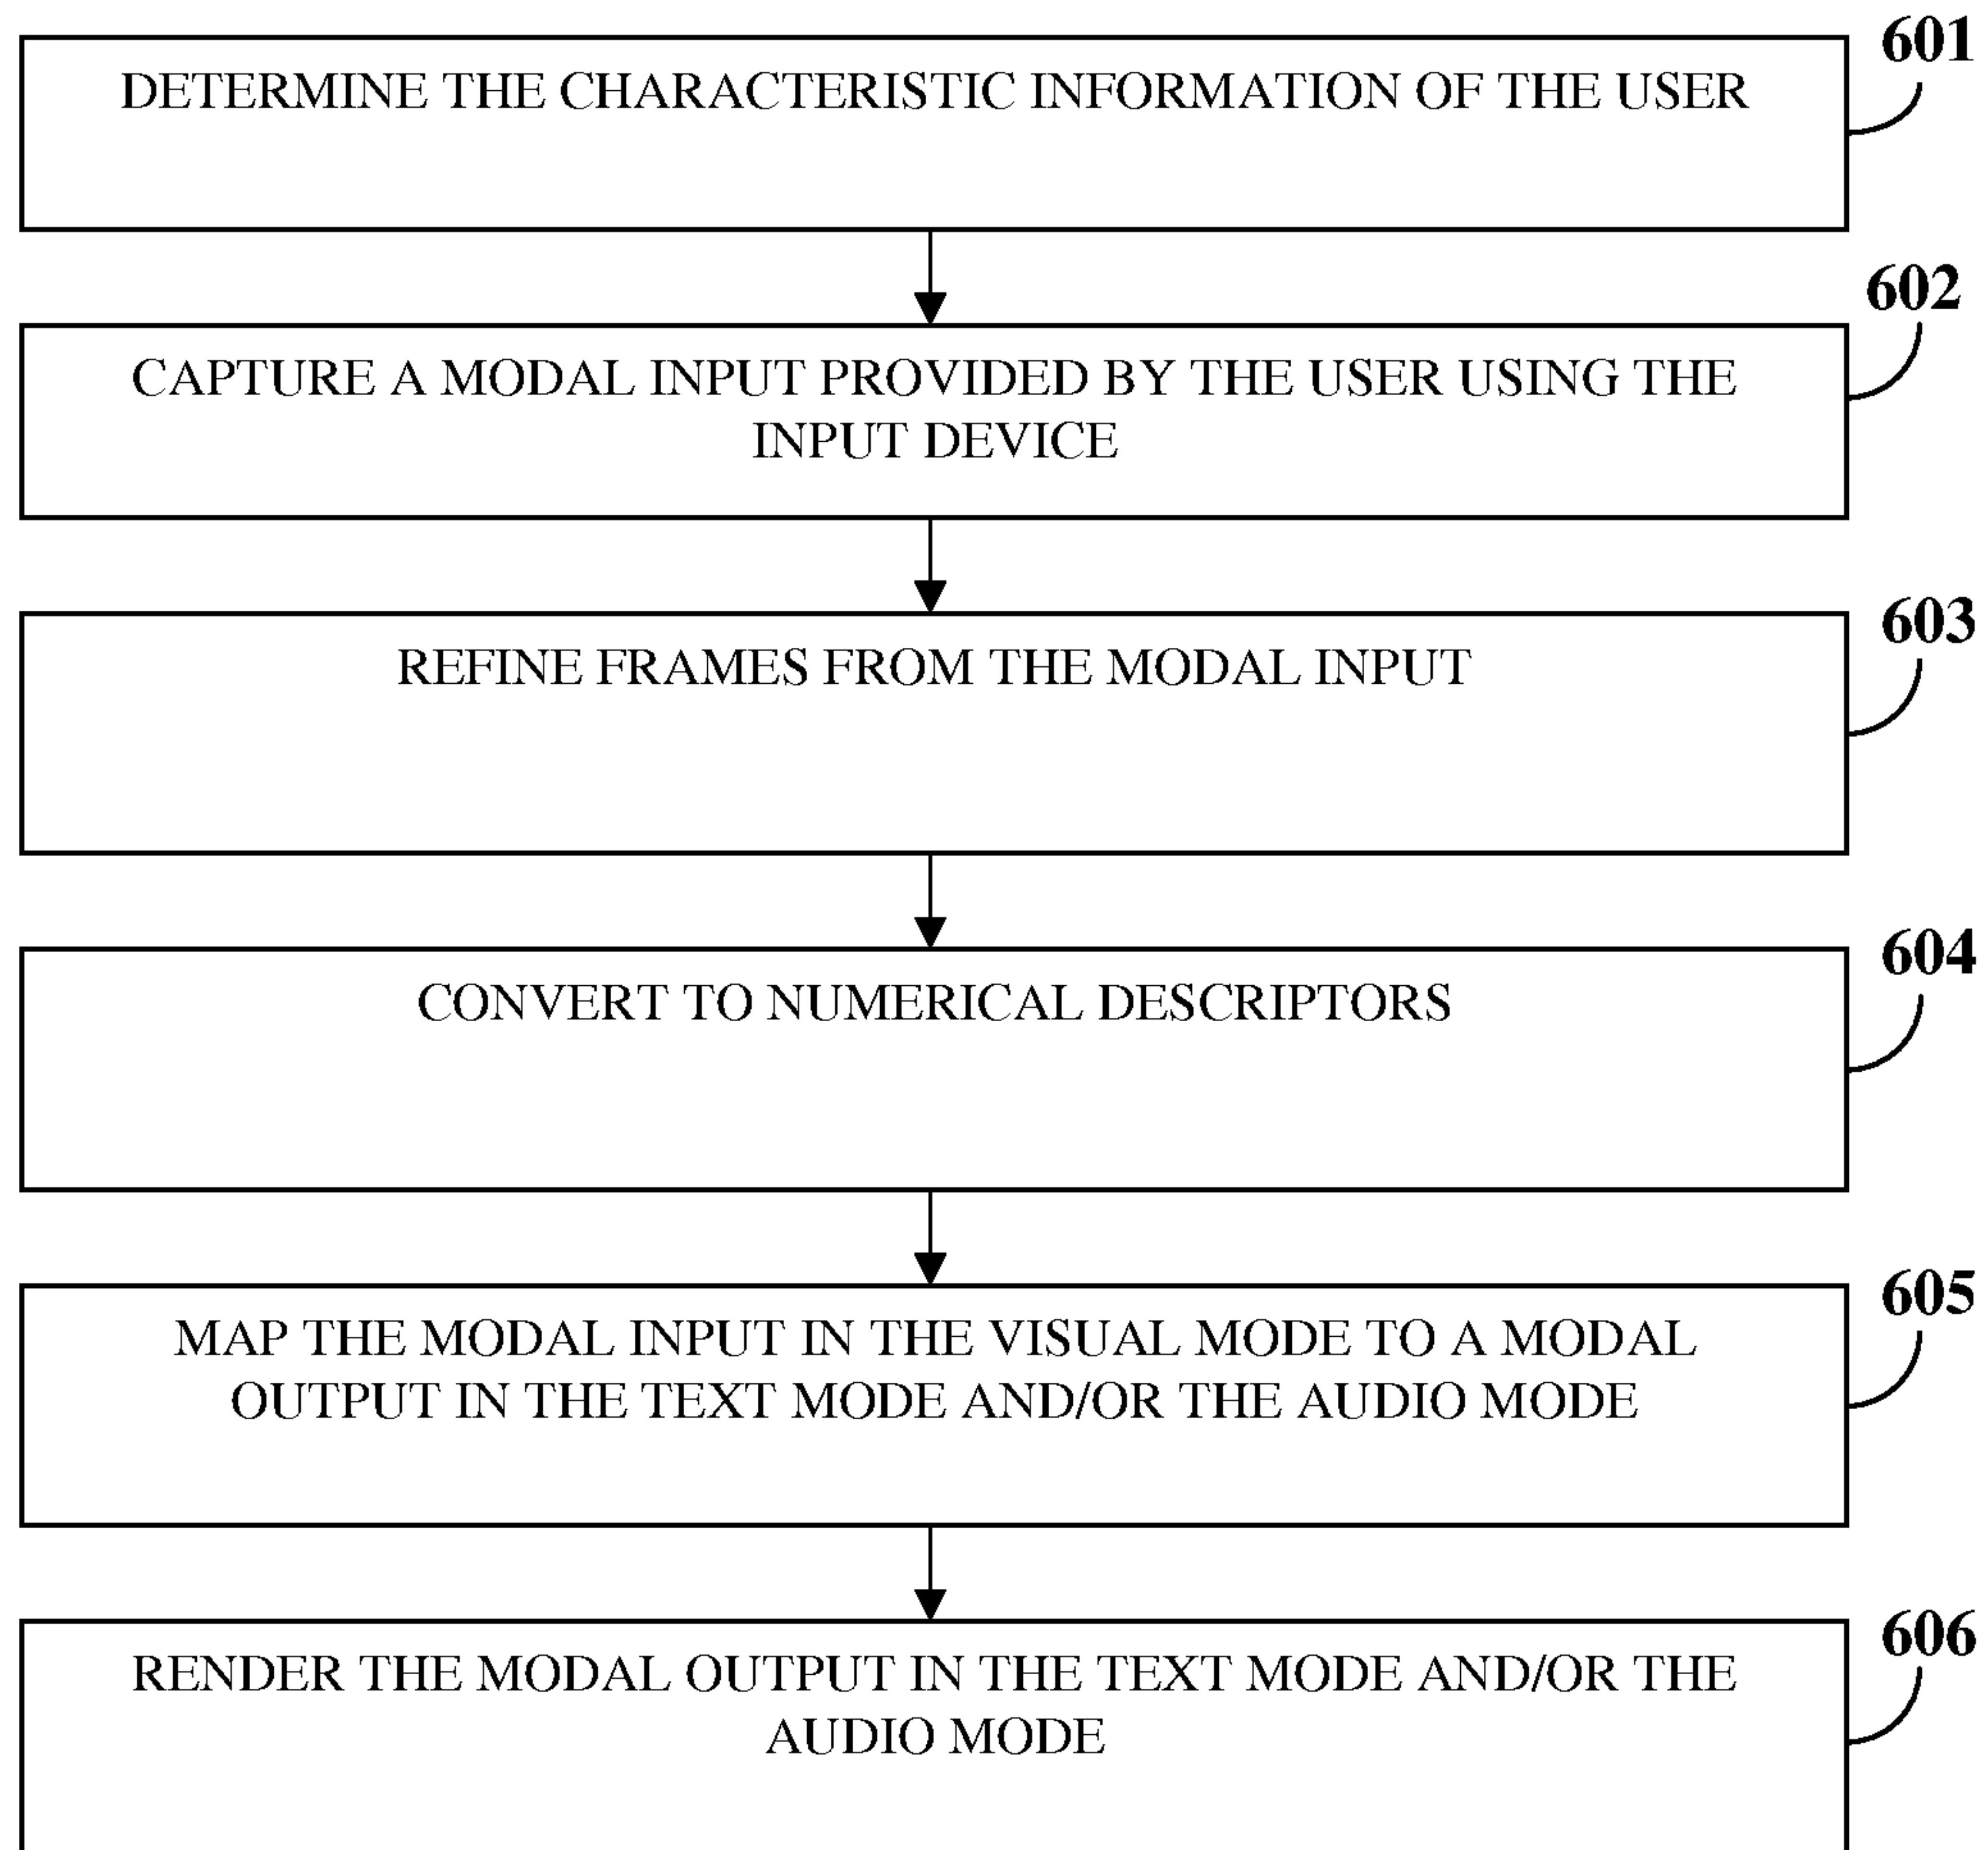 601
DETERMINE THE CHARACTERISTIC INFORMATION OF THE USER
602
CAPTURE A MODAL INPUT PROVIDED BY THE USER USING THE
INPUT DEVICE
603
REFINE FRAMES FROM THE MODAL INPUT
604
CONVERT TO NUMERICAL DESCRIPTORS
605
MAP THE MODAL INPUT IN THE VISUAL MODE TO A MODAL
OUTPUT IN THE TEXT MODE AND/OR THE AUDIO MODE
606
RENDER THE MODAL OUTPUT IN THE TEXT MODE AND/OR THE
AUDIO MODE